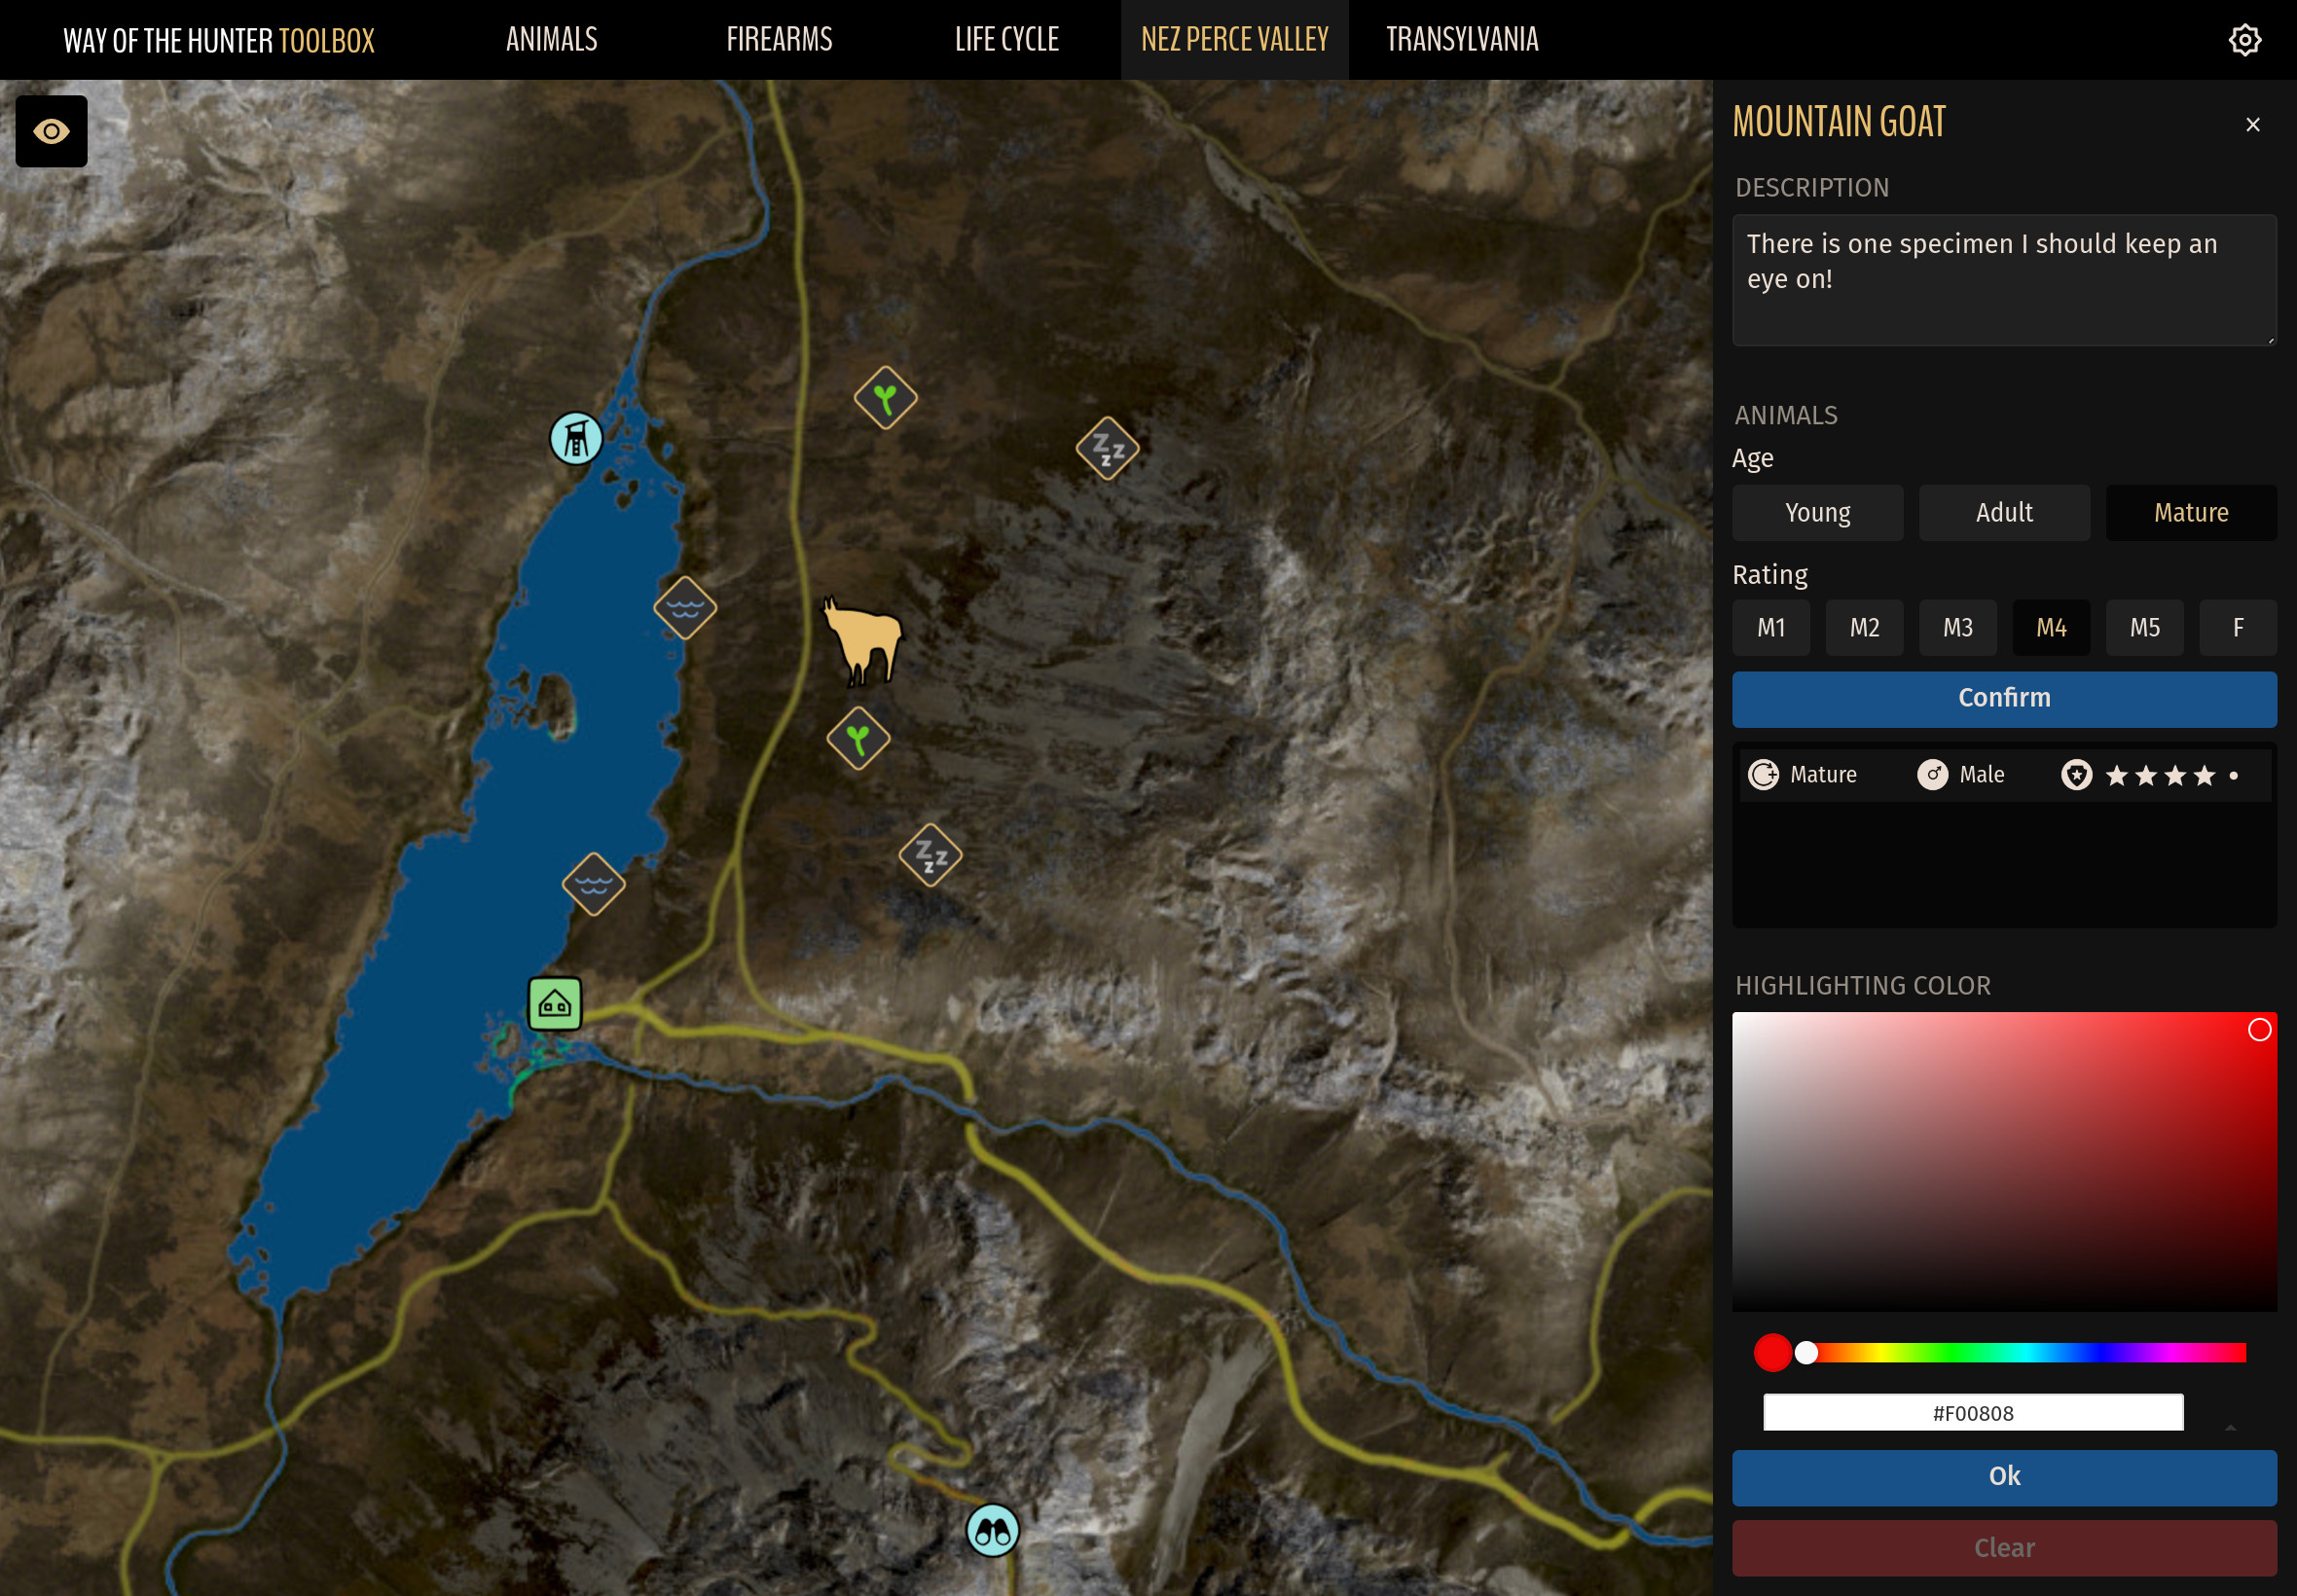 WAY OF THE HUNTER TOOLBOX
ANIMALS
FIREARMS
LIFE CYCLE
NEZ PERCE VALLEY
TRANSYLVANIA
MOUNTAIN GOAT
×
DESCRIPTION
There is one specimen I should keep an
eye on!
ANIMALS
Age
Young
Adult
Mature
Rating
M1
M2
M3
M4
M5
F
Confirm
Mature
Male
HIGHLIGHTING COLOR
#F00808
Ok
Clear
Z z z
Z z z